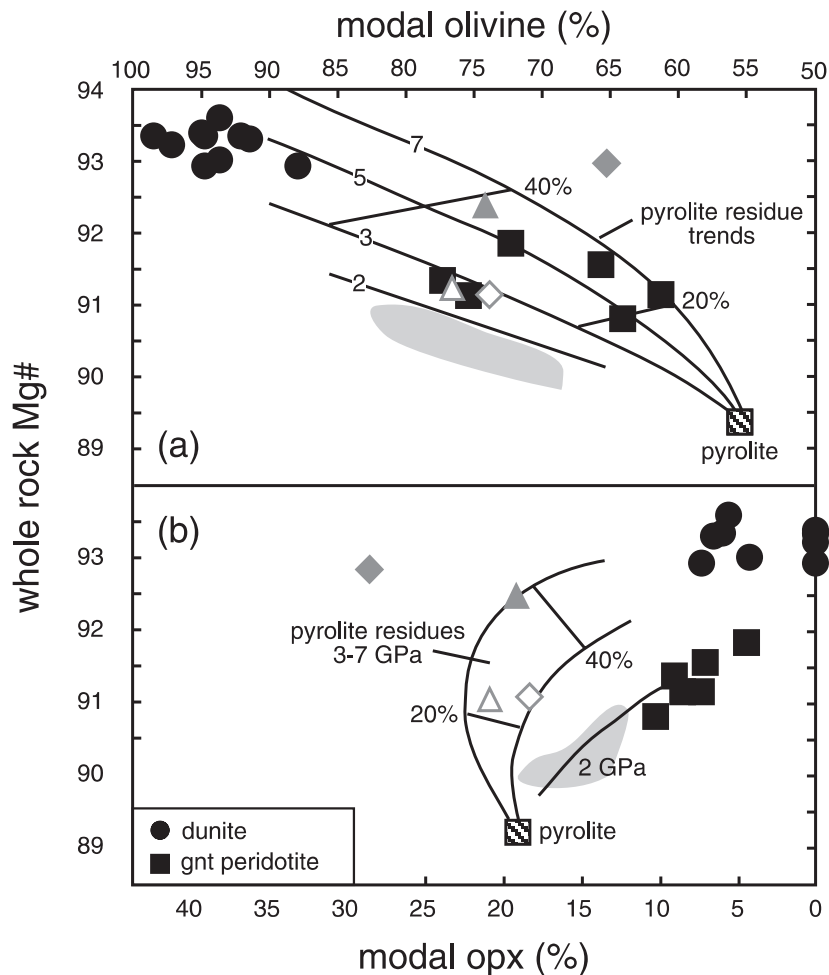 modal olivine (%)
100 95 90 85 80 75 70 65 60 55 50
94
93
92
91
90
89
whole rock Mg#
7
5
3
2
40%
20%
pyrolite residue
trends
pyrolite
(a)
(b)
93
92
91
90
89
pyrolite residues
3-7 GPa
40%
20%
2 GPa
pyrolite
dunite
gnt peridotite
40 35 30 25 20 15 10 5 0
modal opx (%)